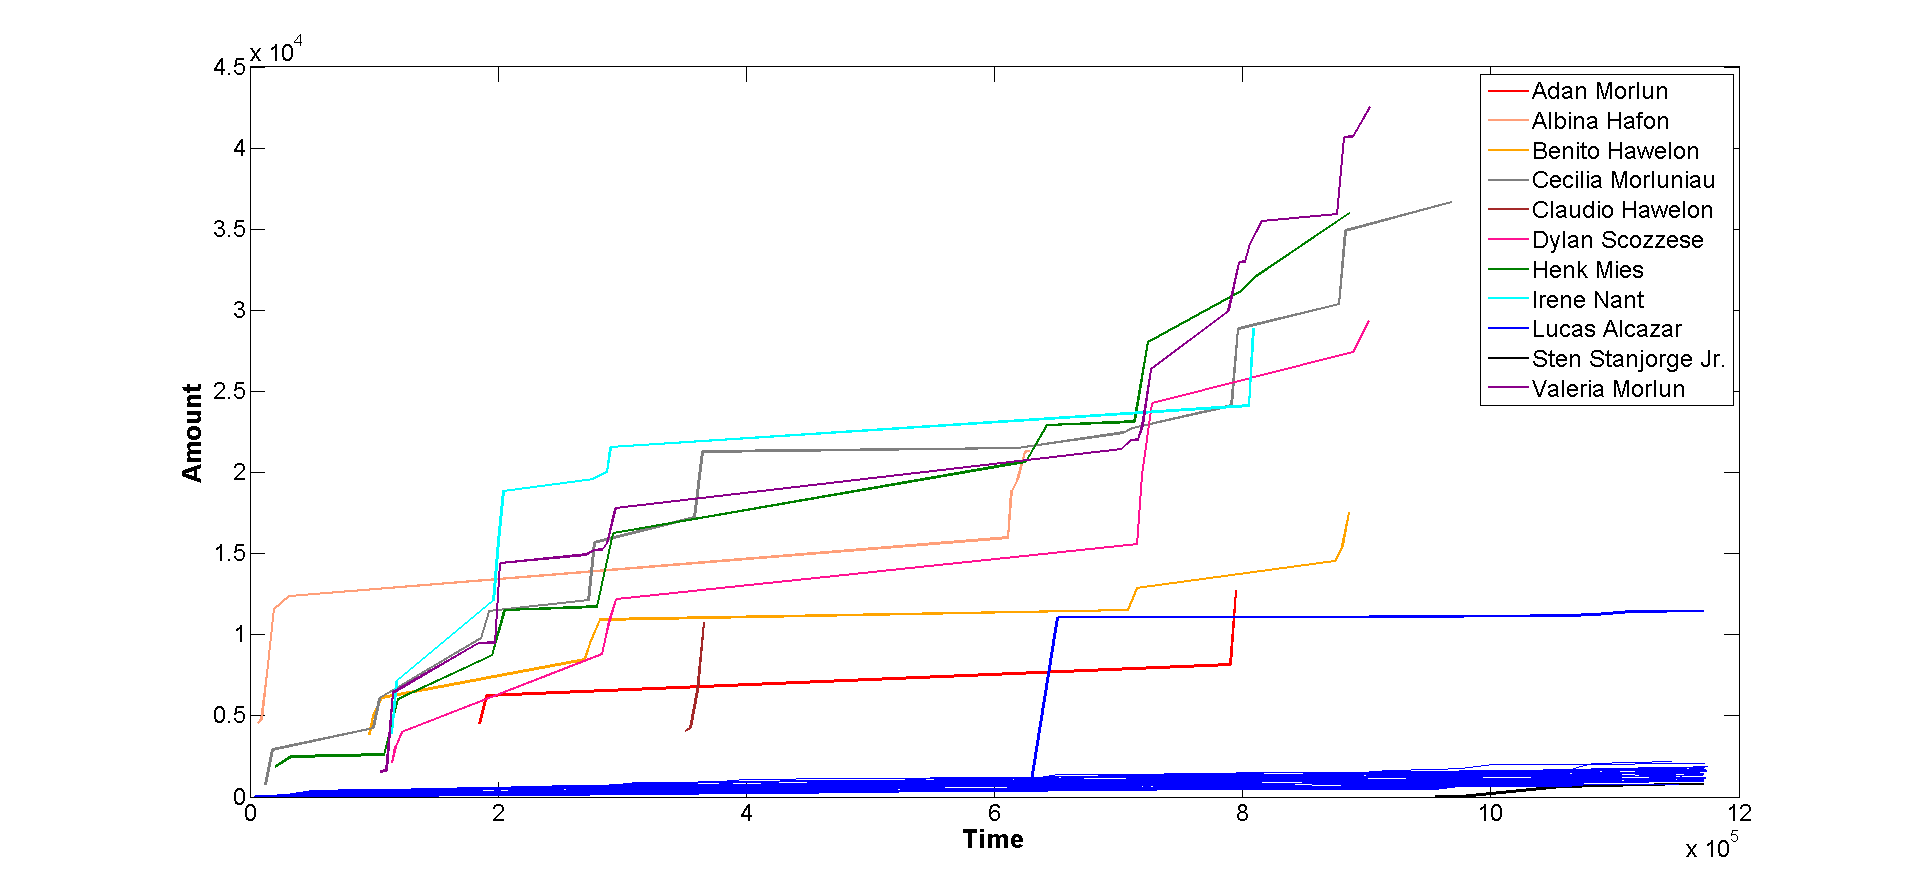 x 10^4
4.5
4
3.5
3
2.5
2
1.5
1
0.5
0
Amount
0 2 4 6 8 10 12
Time
x 10^5
Adan Morlun
Albina Hafon
Benito Hawelon
Cecilia Morluniau
Claudio Hawelon
Dylan Scozzese
Henk Mies
Irene Nant
Lucas Alcazar
Sten Stanjorge Jr.
Valeria Morlun